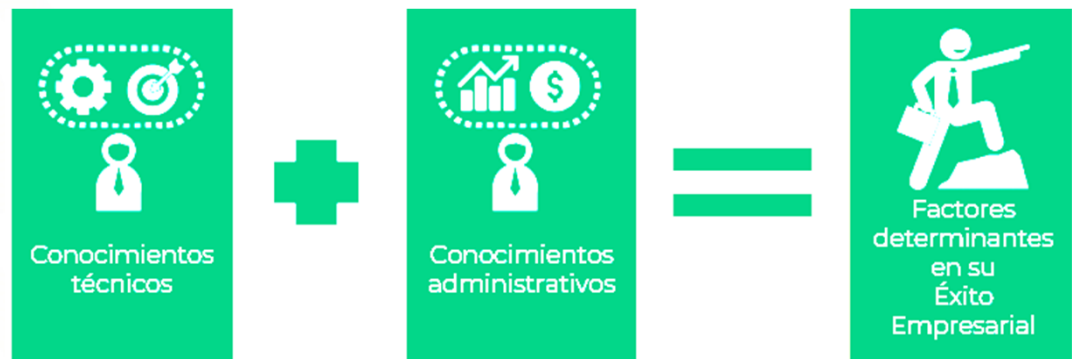 Conocimientos
técnicos
Conocimientos
administrativos
$
Factores
determinantes
en su
Éxito
Empresarial